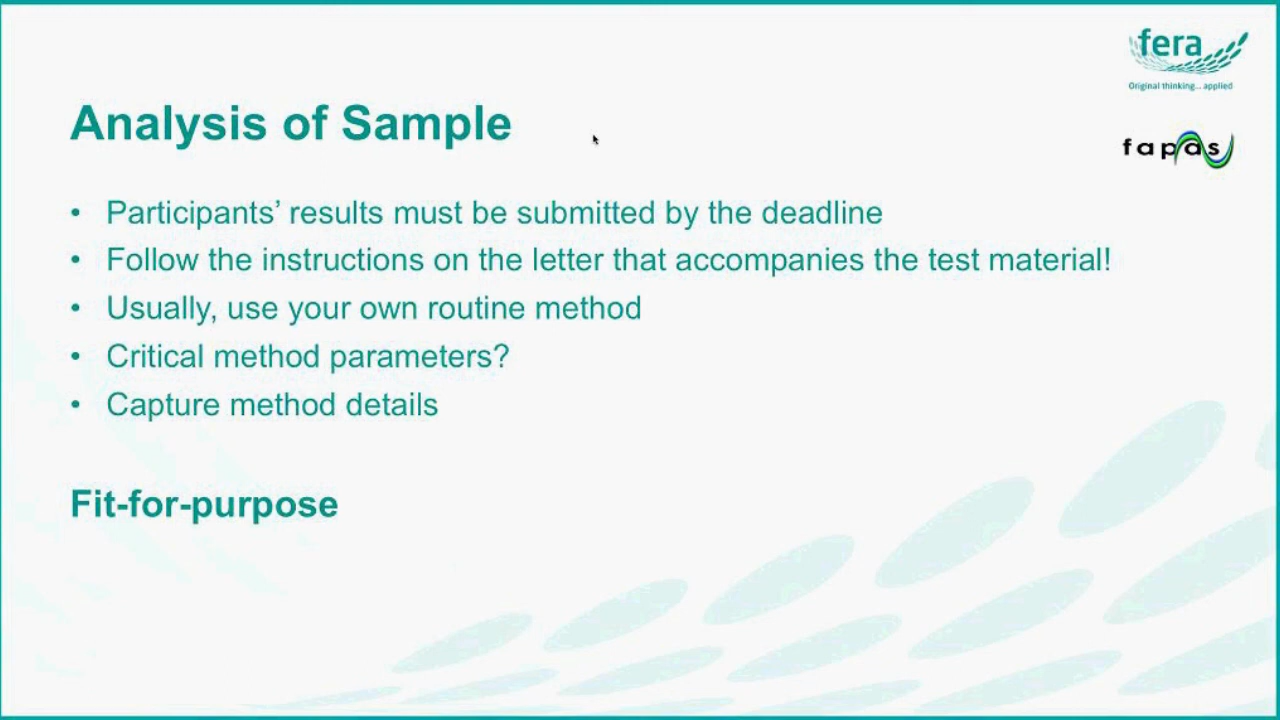 fera
Original thinking... applied
fapas
Analysis of Sample
• Participants’ results must be submitted by the deadline
• Follow the instructions on the letter that accompanies the test material!
• Usually, use your own routine method
• Critical method parameters?
• Capture method details
Fit-for-purpose